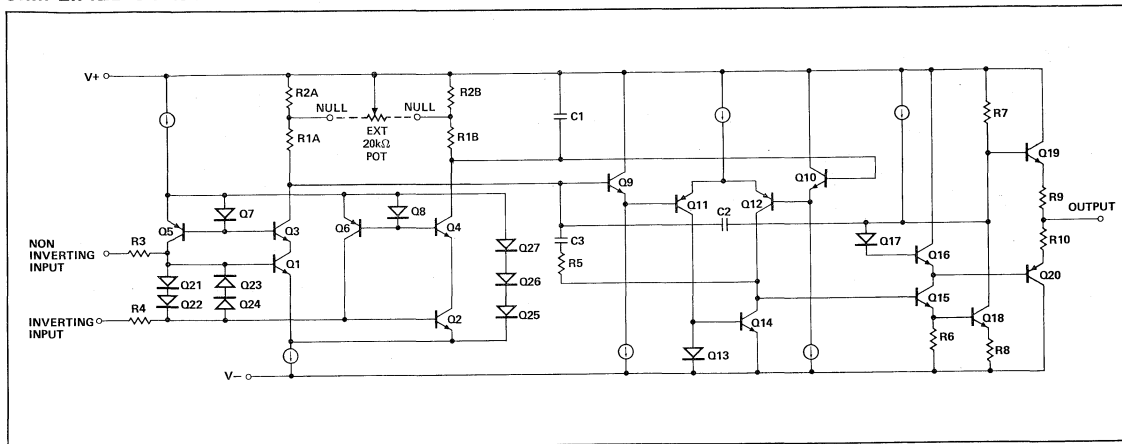 V+
R2A
R2B
NULL
NULL
C1
R7
R1A
EXT
20kΩ
POT
R1B
Q19
Q9
Q10
Q11
Q12
R9
Q7
Q8
C2
OUTPUT
Q5
Q3
Q6
Q4
C3
Q17
Q16
R10
NON
INVERTING
INPUT
R3
Q27
R5
Q1
Q20
Q21
Q23
Q26
Q15
Q22
Q24
Q14
Q18
R4
Q2
Q25
R6
INVERTING
INPUT
Q13
R8
V-